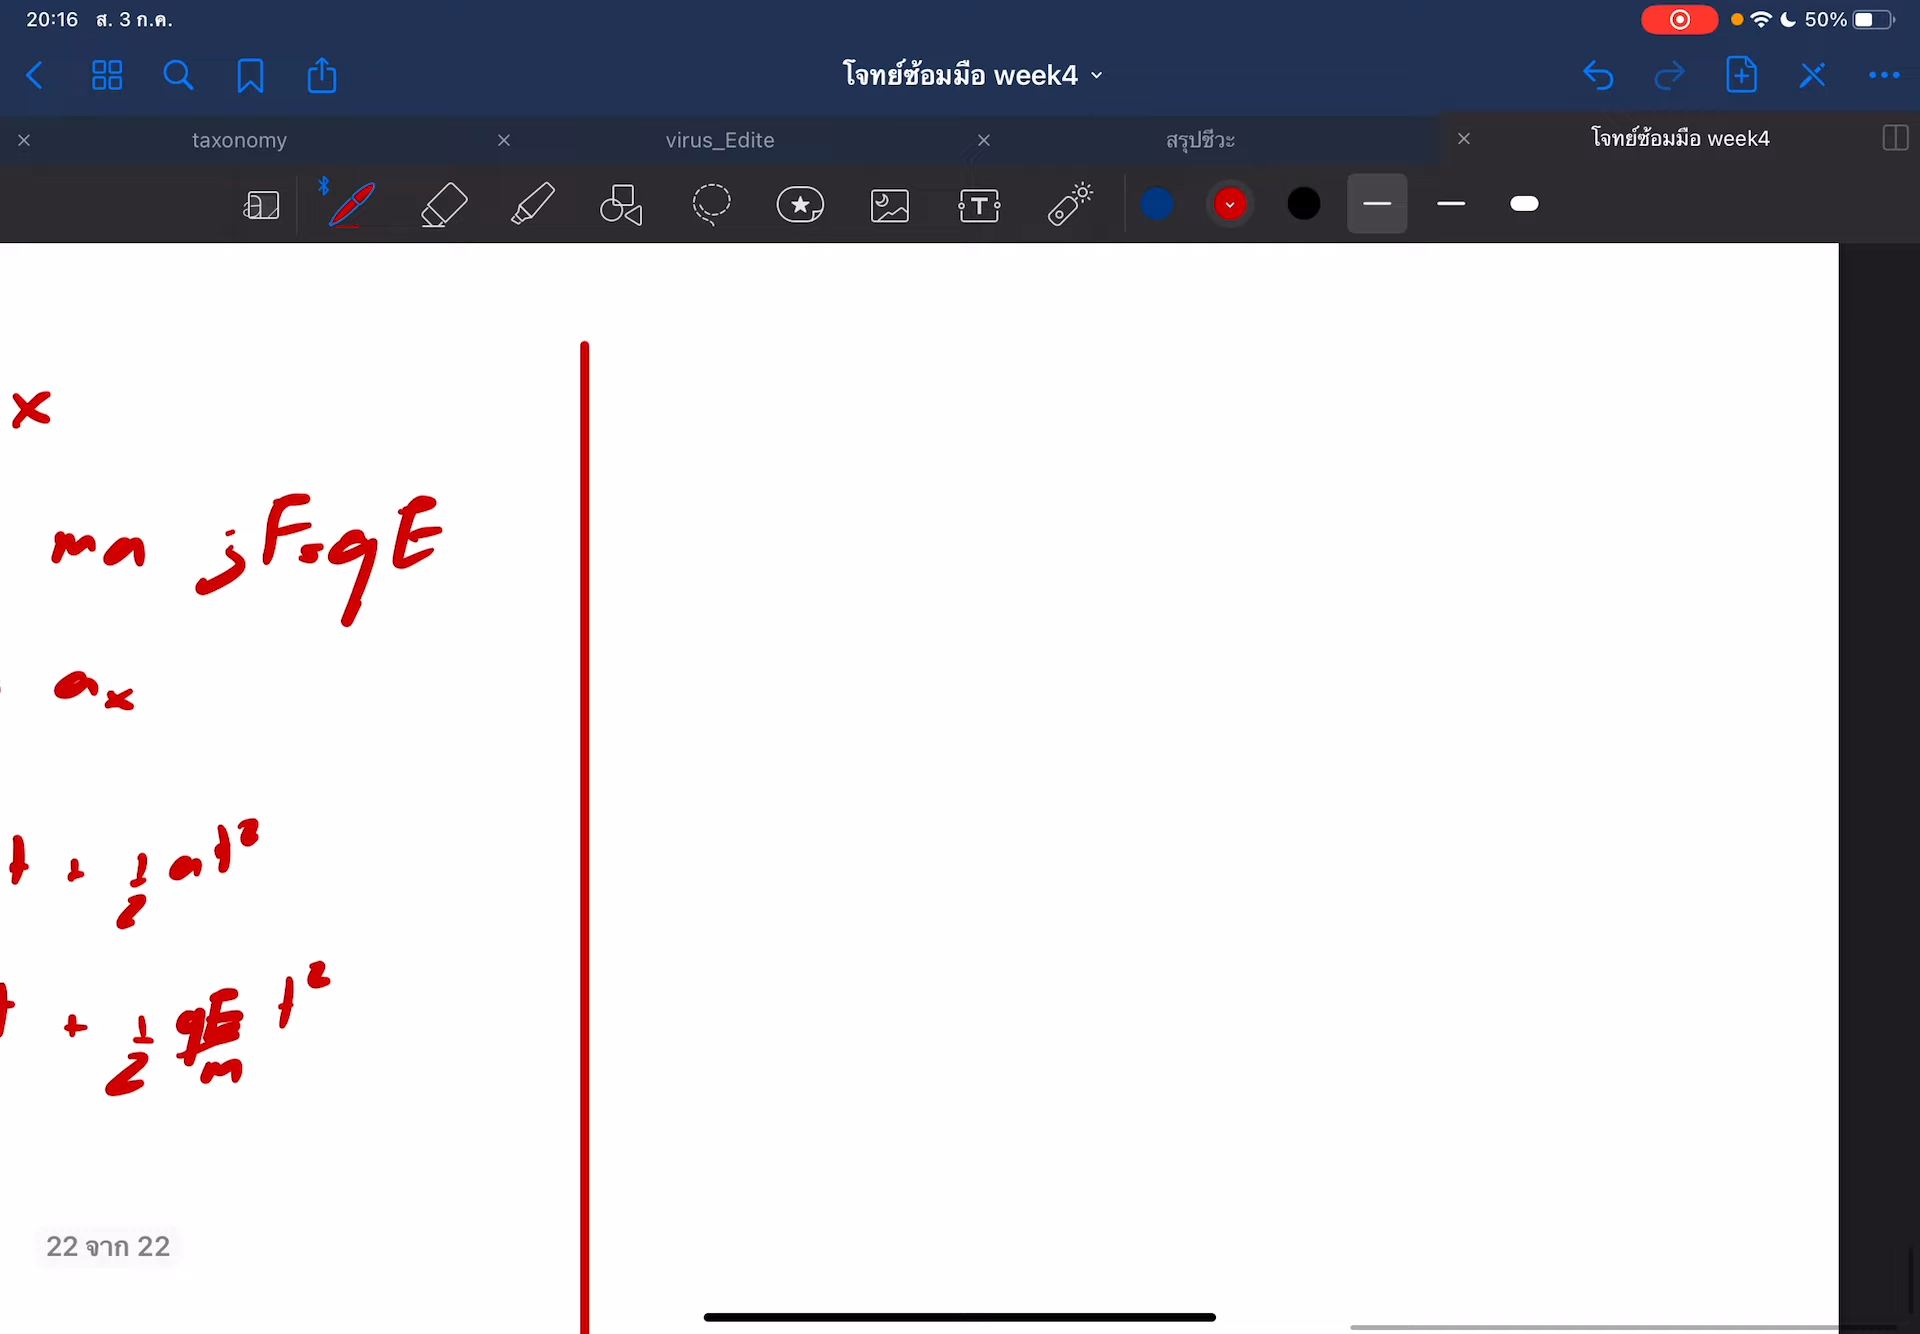 20:16 ส. 3 ก.ค. 50%
โจทย์ซ้อมมือ week4
taxonomy virus_Edite สรุปชีวะ โจทย์ซ้อมมือ week4
x
ma ; F = qE
ax
t + 1/2 at²
+ 1/2 qE/m t²
22 จาก 22